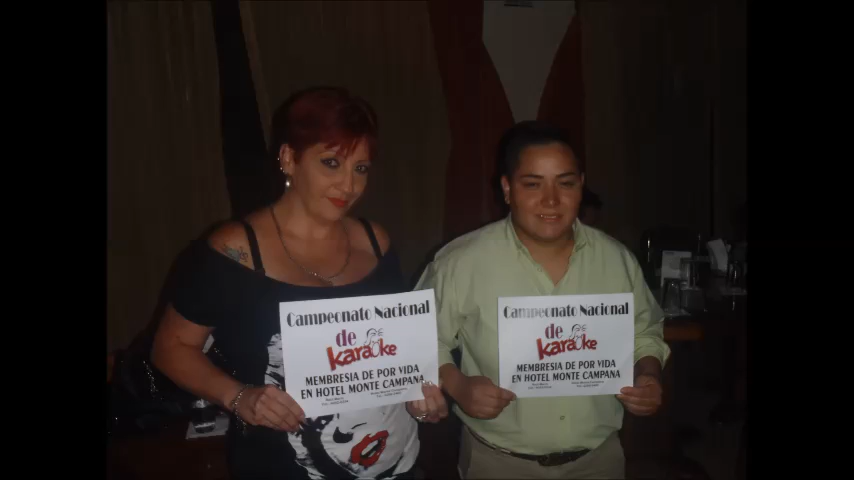 Campeonato Nacional
de
karaoke
MEMBRESIA DE POR VIDA
EN HOTEL MONTE CAMPANA
Campeonato Nacional
de
karaoke
MEMBRESIA DE POR VIDA
EN HOTEL MONTE CAMPANA